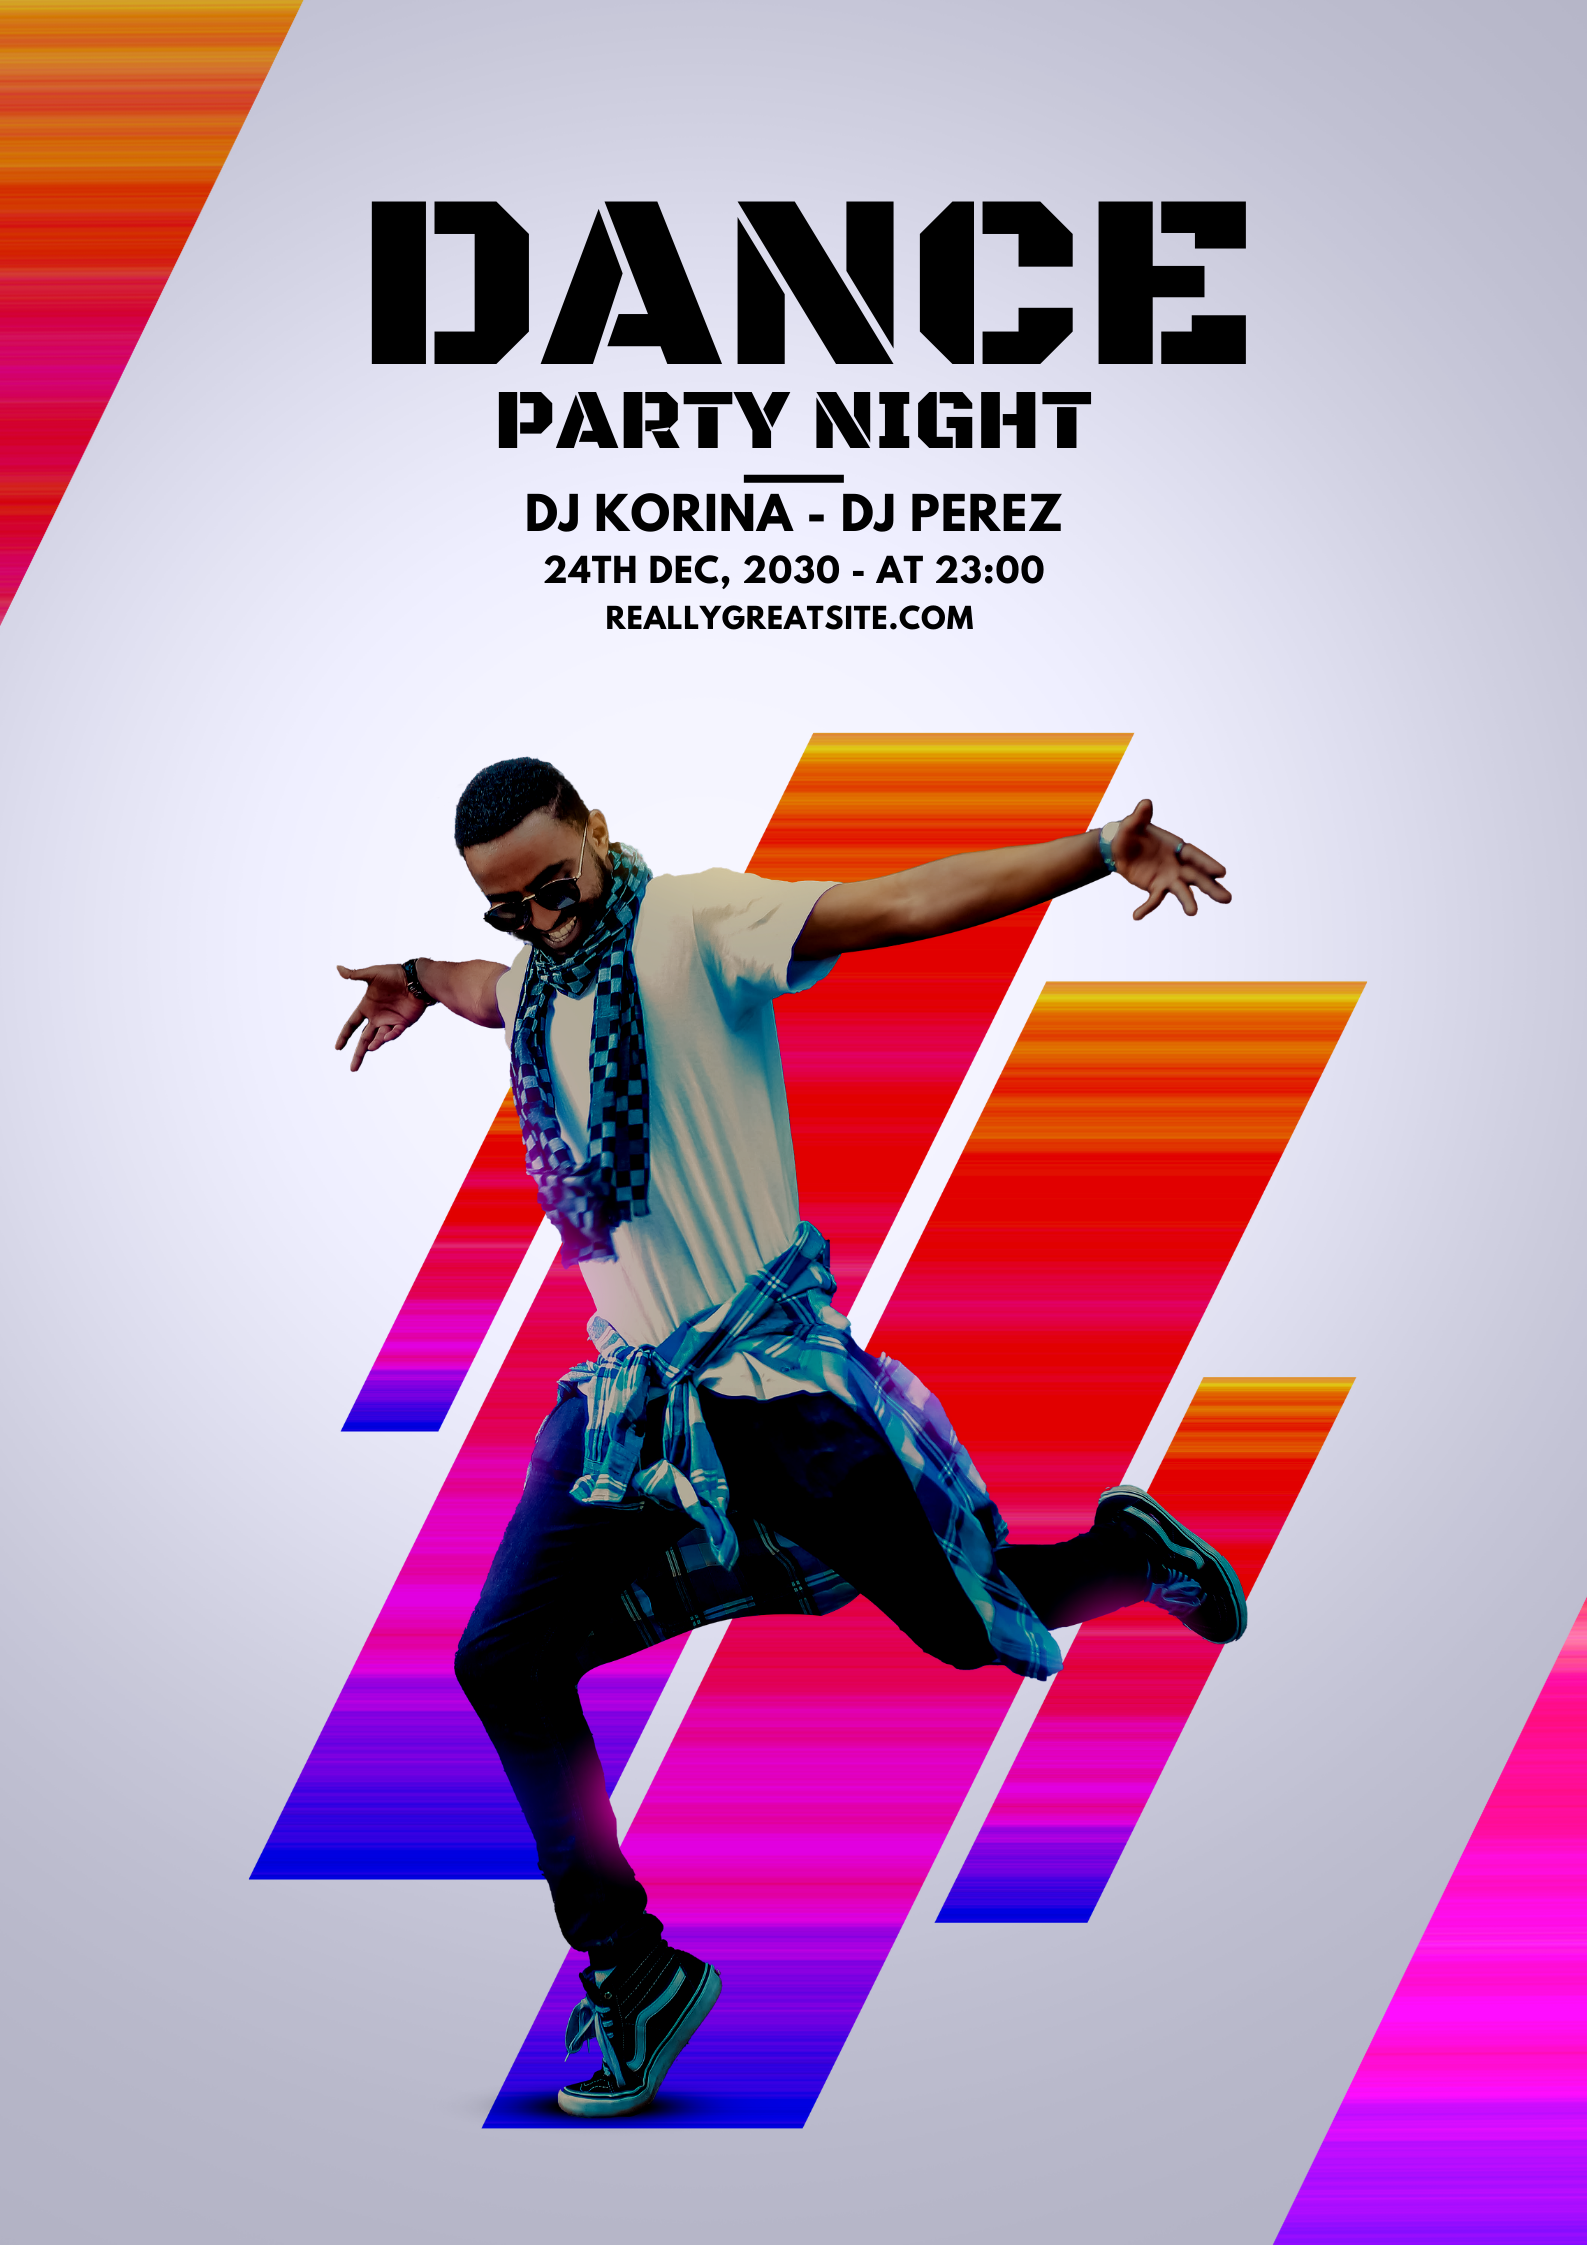 DANCE
PARTY NIGHT
DJ KORINA - DJ PEREZ
24TH DEC, 2030 - AT 23:00
REALLYGREATSITE.COM